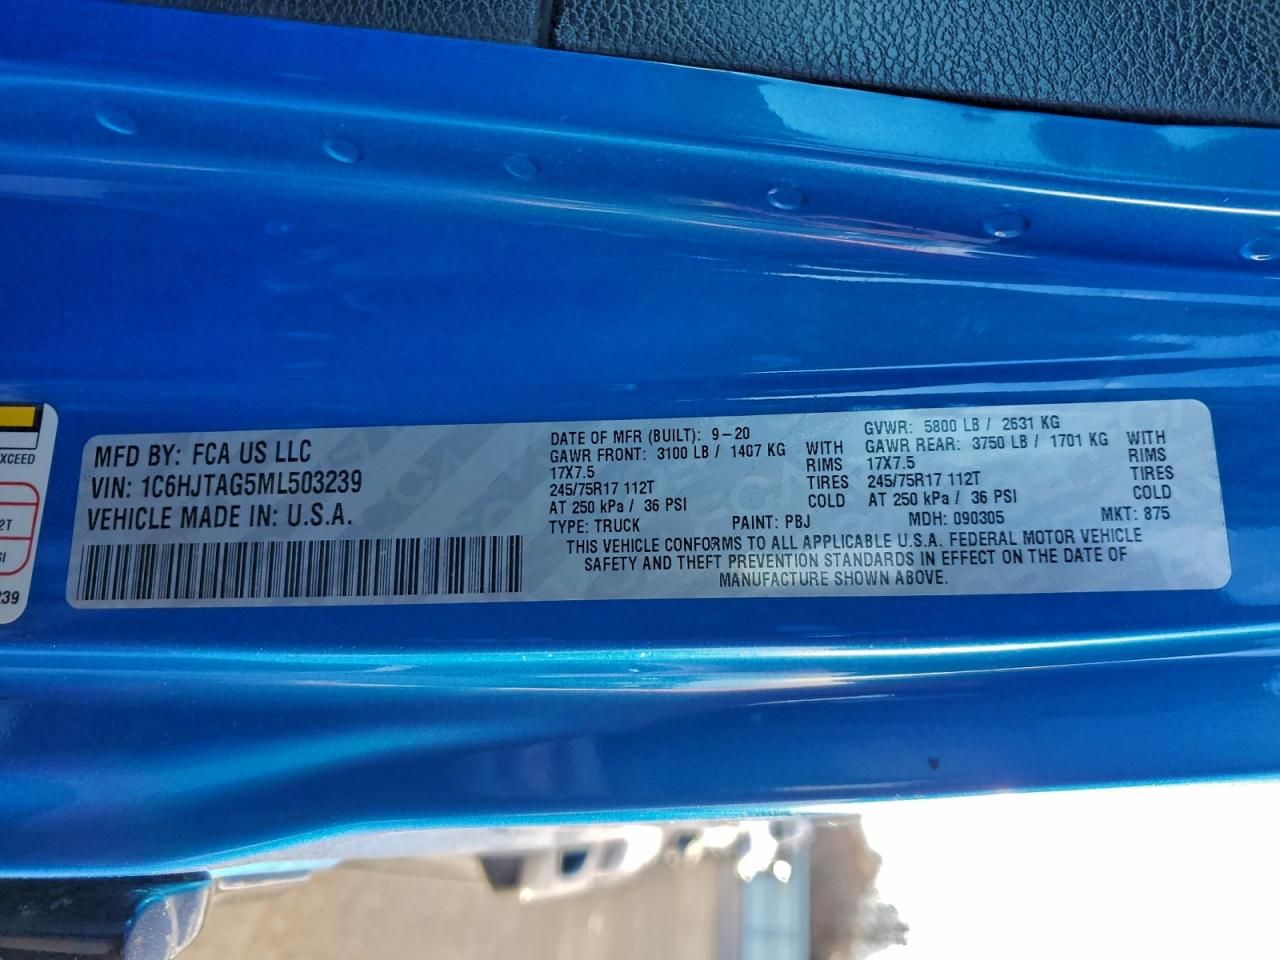 MFD BY: FCA US LLC
VIN: 1C6HJTAG5ML503239
VEHICLE MADE IN: U.S.A.
DATE OF MFR (BUILT): 9-20
GAWR FRONT: 3100 LB / 1407 KG WITH
17X7.5 RIMS
245/75R17 112T TIRES
AT 250 kPa / 36 PSI COLD
GVWR: 5800 LB / 2631 KG
GAWR REAR: 3750 LB / 1701 KG WITH
17X7.5 RIMS
245/75R17 112T TIRES
AT 250 kPa / 36 PSI COLD
TYPE: TRUCK PAINT: PBJ MDH: 090305 MKT: 875
THIS VEHICLE CONFORMS TO ALL APPLICABLE U.S.A. FEDERAL MOTOR VEHICLE
SAFETY AND THEFT PREVENTION STANDARDS IN EFFECT ON THE DATE OF
MANUFACTURE SHOWN ABOVE.